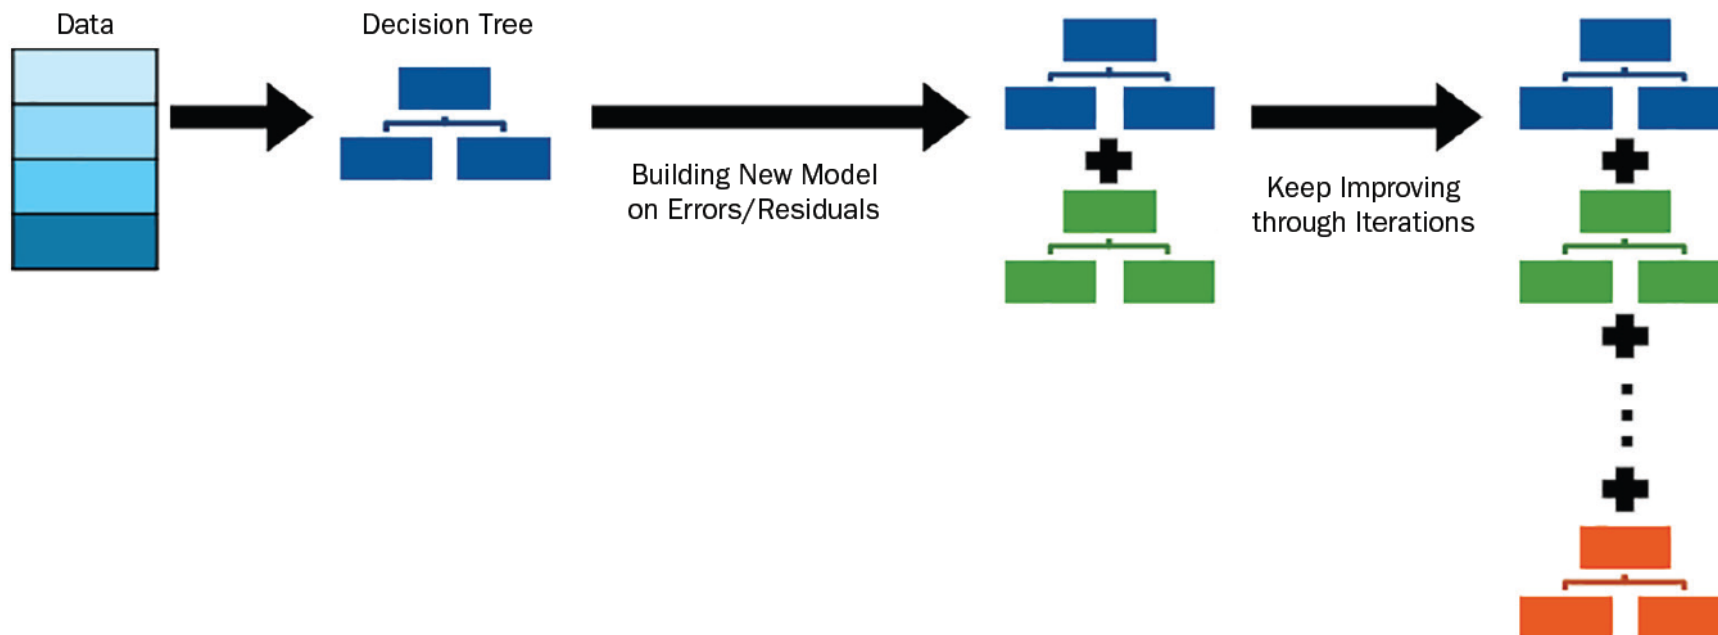 Data
Decision Tree
Building New Model
on Errors/Residuals
Keep Improving
through Iterations